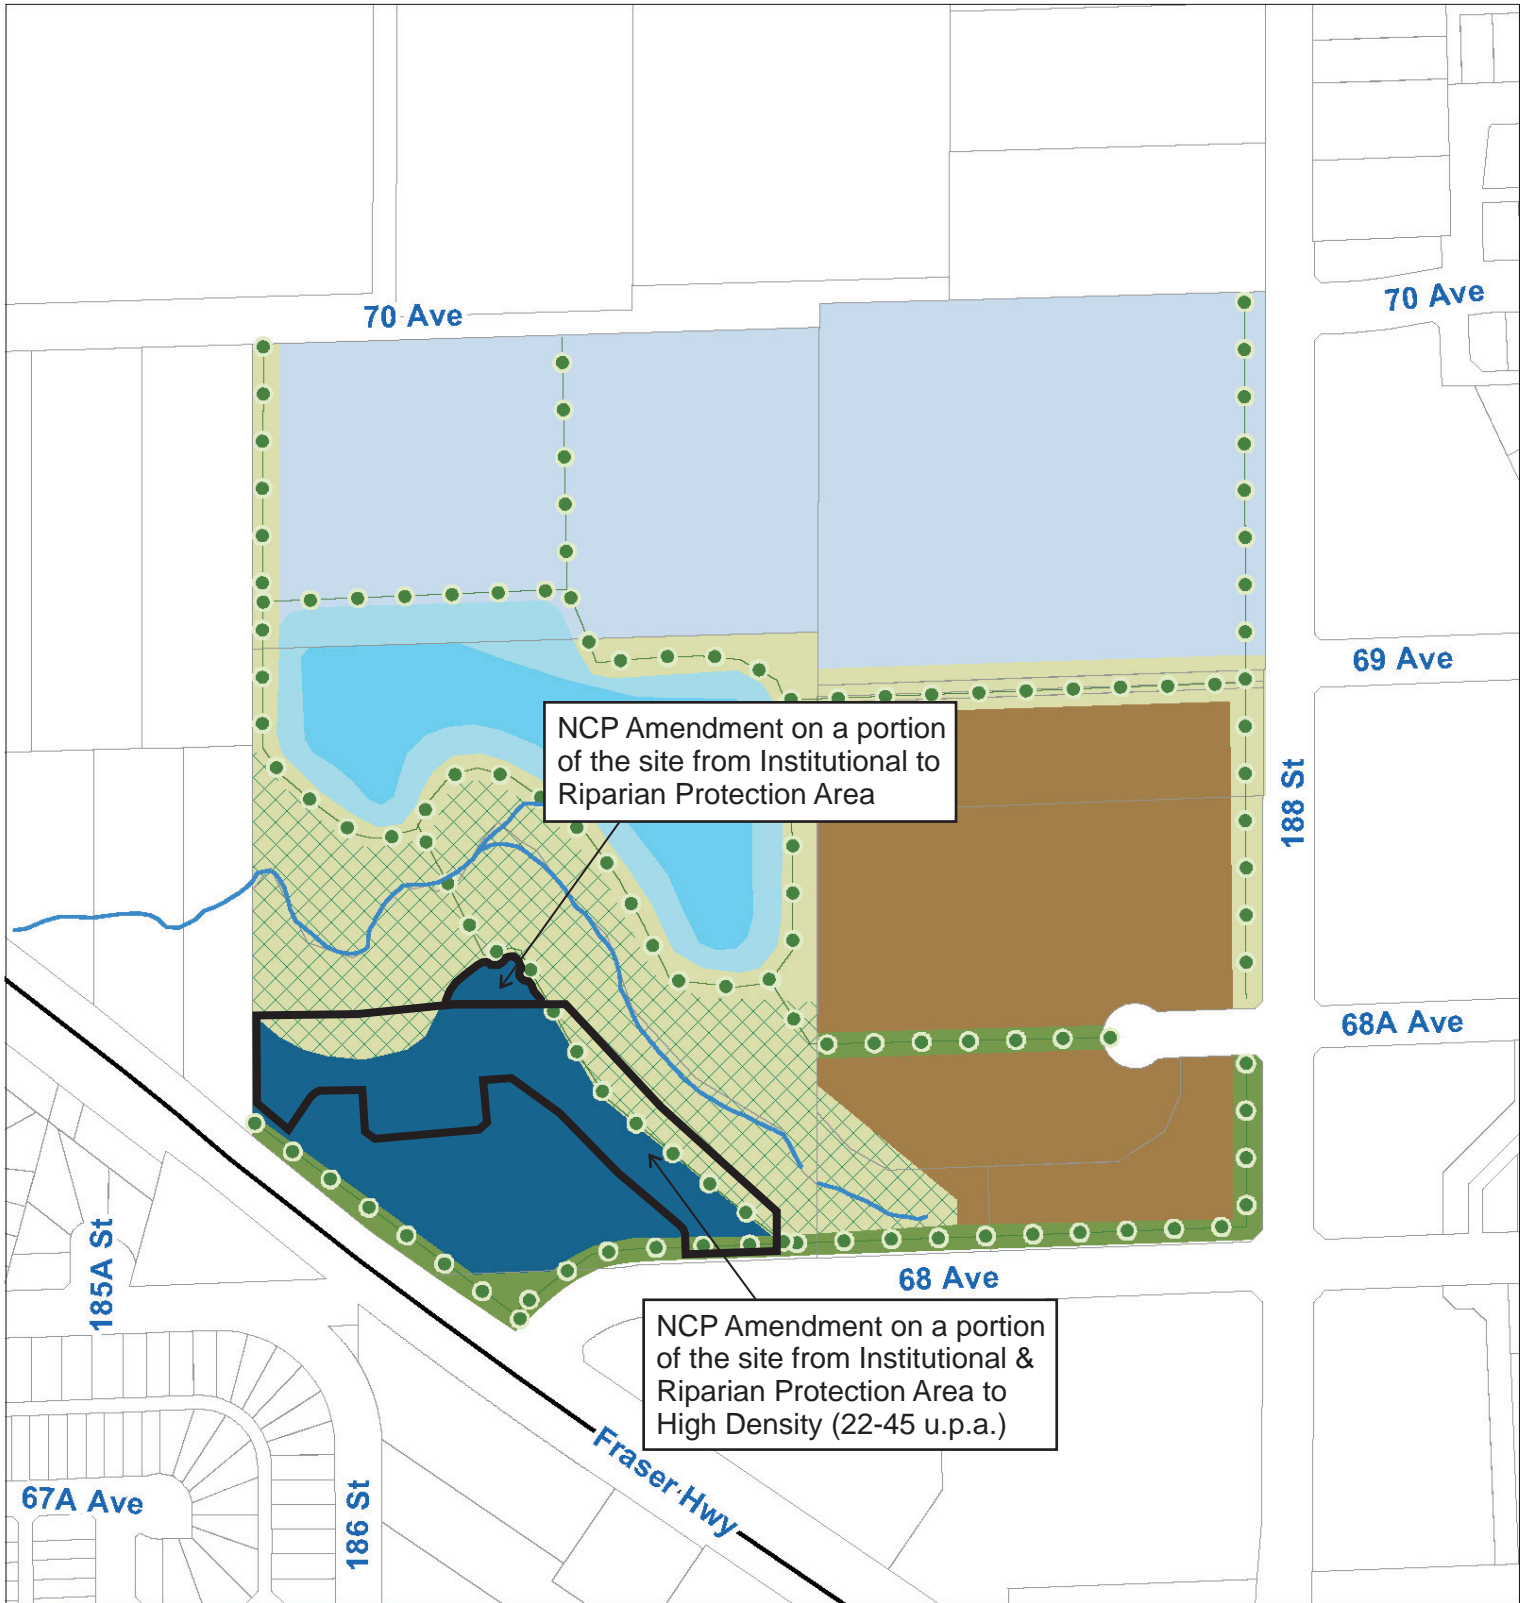 70 Ave
70 Ave
69 Ave
NCP Amendment on a portion
of the site from Institutional to
Riparian Protection Area
188 St
68A Ave
185A St
68 Ave
NCP Amendment on a portion
of the site from Institutional &
Riparian Protection Area to
High Density (22-45 u.p.a.)
Fraser Hwy
67A Ave
186 St